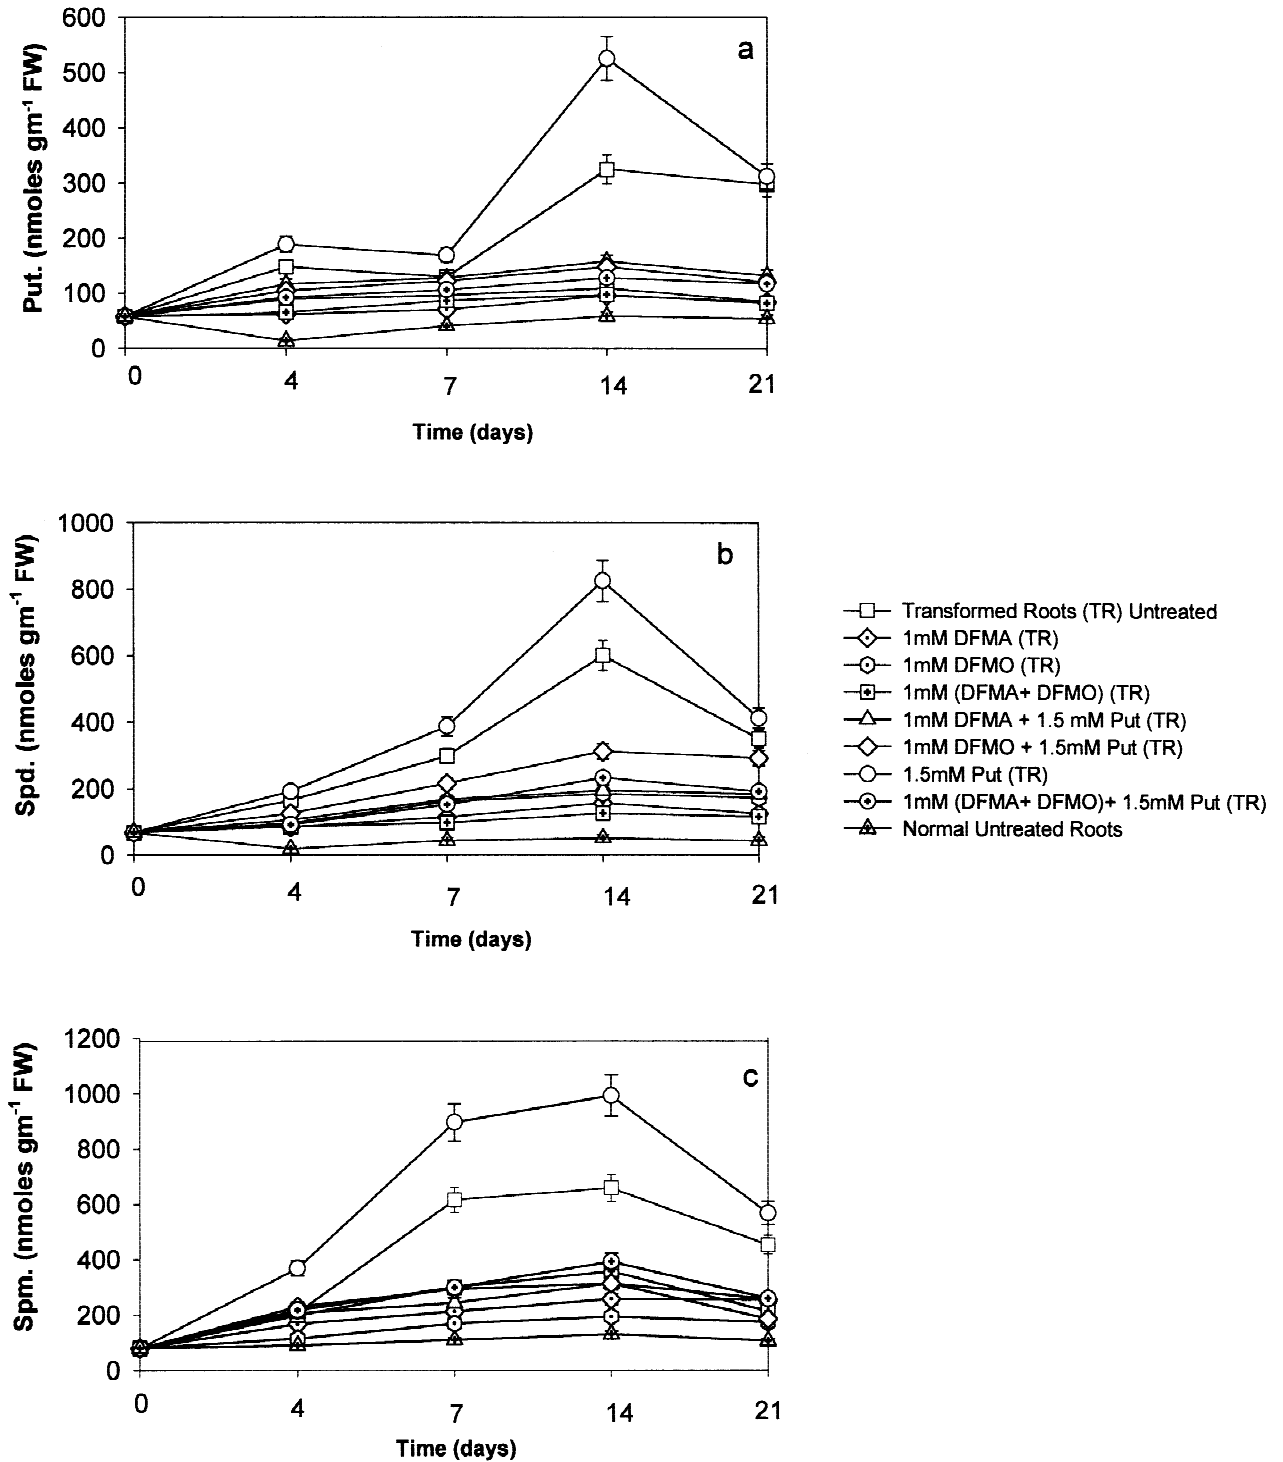 600
500
400
300
200
100
0
Put. (nmoles gm⁻¹ FW)
a
0 4 7 14 21
Time (days)
1000
800
600
400
200
0
Spd. (nmoles gm⁻¹ FW)
b
0 4 7 14 21
Time (days)
Transformed Roots (TR) Untreated
1mM DFMA (TR)
1mM DFMO (TR)
1mM (DFMA+ DFMO) (TR)
1mM DFMA + 1.5 mM Put (TR)
1mM DFMO + 1.5mM Put (TR)
1.5mM Put (TR)
1mM (DFMA+ DFMO)+ 1.5mM Put (TR)
Normal Untreated Roots
1200
1000
800
600
400
200
0
Spm. (nmoles gm⁻¹ FW)
c
0 4 7 14 21
Time (days)